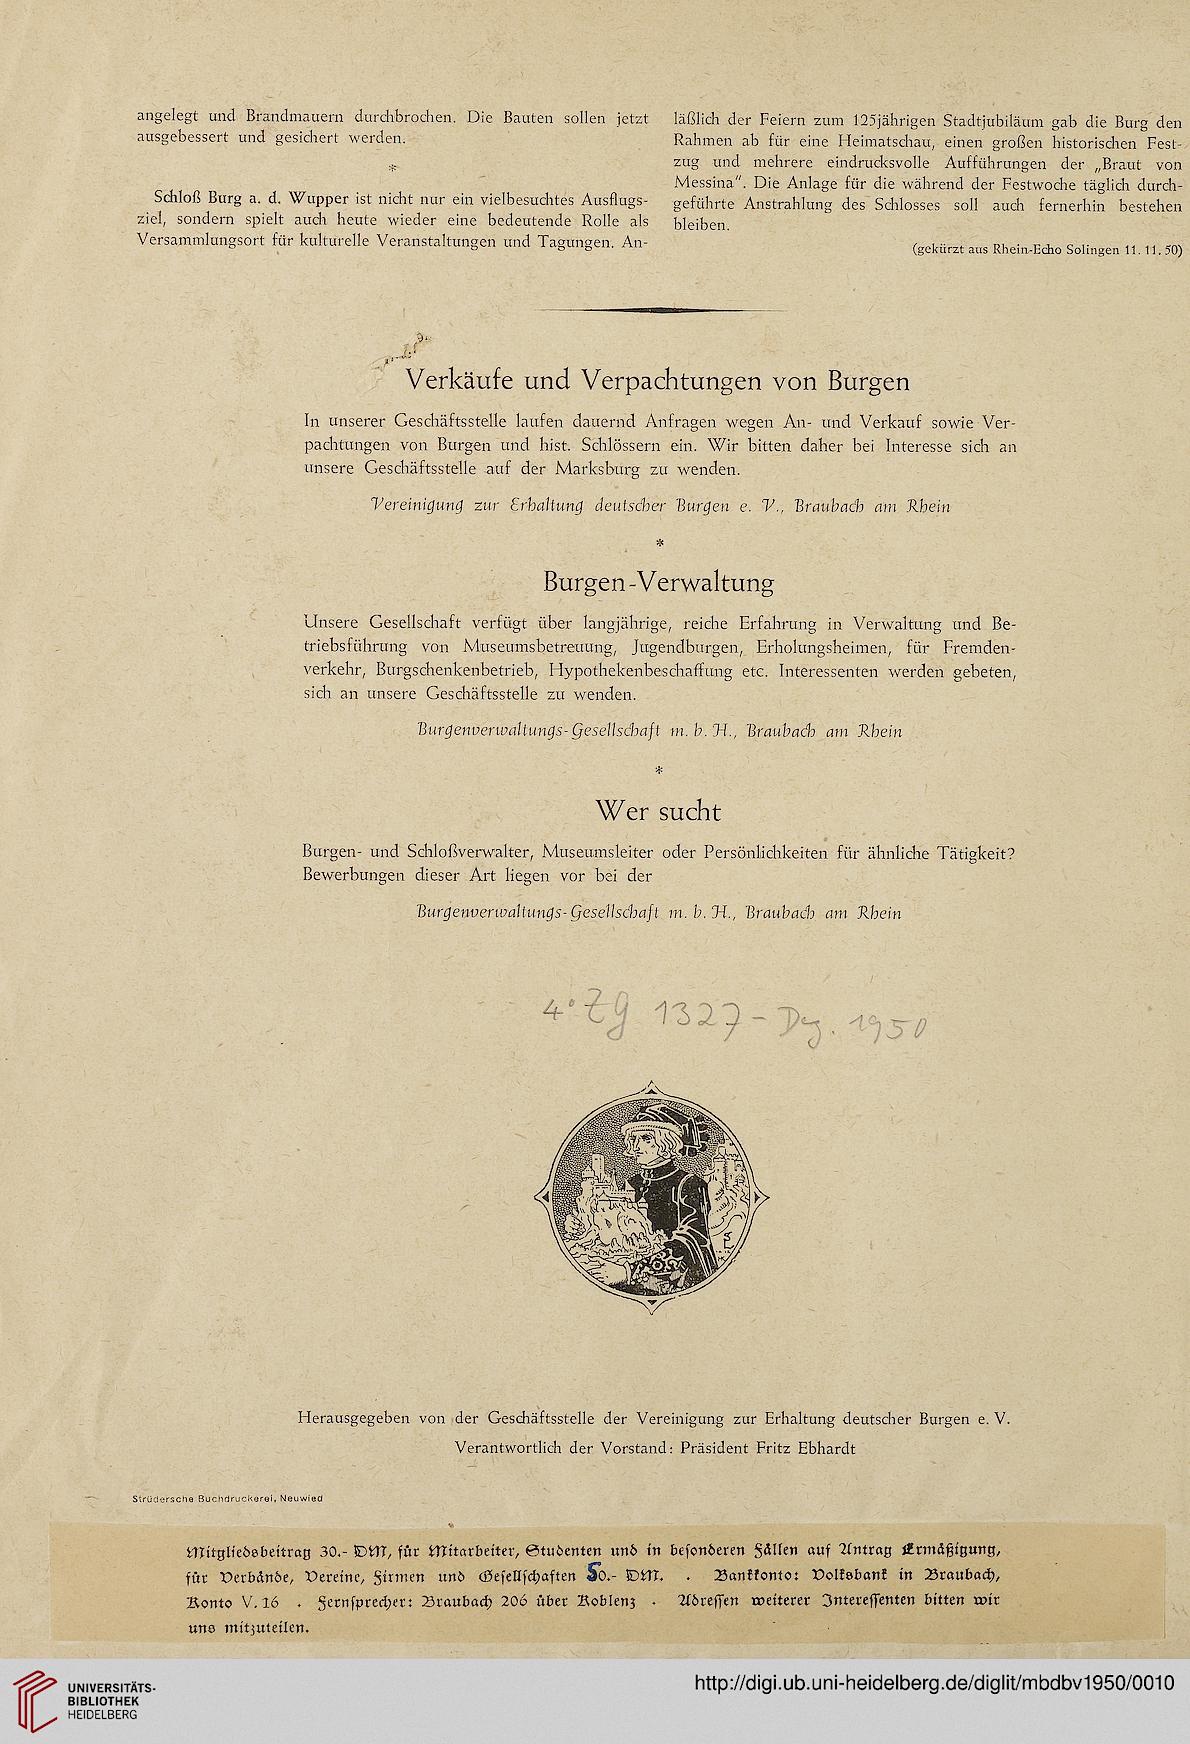 angelegt und Brandmauern durchbrochen. Die Bauten sollen jetzt
ausgebessert und gesichert werden.
*
Schloß Burg a. d. Wupper ist nicht nur ein vielbesuchtes Ausflugs-
ziel, sondern spielt auch heute wieder eine bedeutende Rolle als
Versammlungsort für kulturelle Veranstaltungen und Tagungen. An-
läßlich der Feiern zum 125jährigen Stadtjubiläum gab die Burg den
Rahmen ab für eine Heimatschau, einen großen historischen Fest-
zug und mehrere eindrucksvolle Aufführungen der „Braut von
Messina". Die Anlage für die während der Festwoche täglich durch-
geführte Anstrahlung des Schlosses soll auch fernerhin bestehen
bleiben.
(gekürzt aus Rhein-Echo Solingen 11. 11. 50)
Verkäufe und Verpachtungen von Burgen
In unserer Geschäftsstelle laufen dauernd Anfragen wegen An- und Verkauf sowie Ver-
pachtungen von Burgen und hist. Schlössern ein. Wir bitten daher bei Interesse sich an
unsere Geschäftsstelle auf der Marksburg zu wenden.
Vereinigung zur Erhaltung deutscher Burgen e. V., Braubach am Rhein
*
Burgen-Verwaltung
Unsere Gesellschaft verfügt über langjährige, reiche Erfahrung in Verwaltung und Be-
triebsführung von Museumsbetreuung, Jugendburgen, Erholungsheimen, für Fremden-
verkehr, Burgschenkenbetrieb, Hypothekenbeschaffung etc. Interessenten werden gebeten,
sich an unsere Geschäftsstelle zu wenden.
Burgenverwaltungs-Gesellschaft m. b. H., Braubach am Rhein
*
Wer sucht
Burgen- und Schloßverwalter, Museumsleiter oder Persönlichkeiten für ähnliche Tätigkeit?
Bewerbungen dieser Art liegen vor bei der
Burgenverwaltungs-Gesellschaft m. b. H., Braubach am Rhein
4° Zg 1327 - Dez. 1950
Herausgegeben von der Geschäftsstelle der Vereinigung zur Erhaltung deutscher Burgen e. V.
Verantwortlich der Vorstand: Präsident Fritz Ebhardt
Strüdersche Buchdruckerei, Neuwied
Mitgliedsbeitrag 30.- DM, für Mitarbeiter, Studenten und in besonderen Fällen auf Antrag Ermäßigung,
für Verbände, Vereine, Firmen und Gesellschaften 50.- DM. . Bankkonto: Volksbank in Braubach,
Konto V. 16 . Fernsprecher: Braubach 206 über Koblenz . Adressen weiterer Interessenten bitten wir
uns mitzuteilen.
UNIVERSITÄTS-
BIBLIOTHEK
HEIDELBERG
http://digi.ub.uni-heidelberg.de/diglit/mbdbv1950/0010